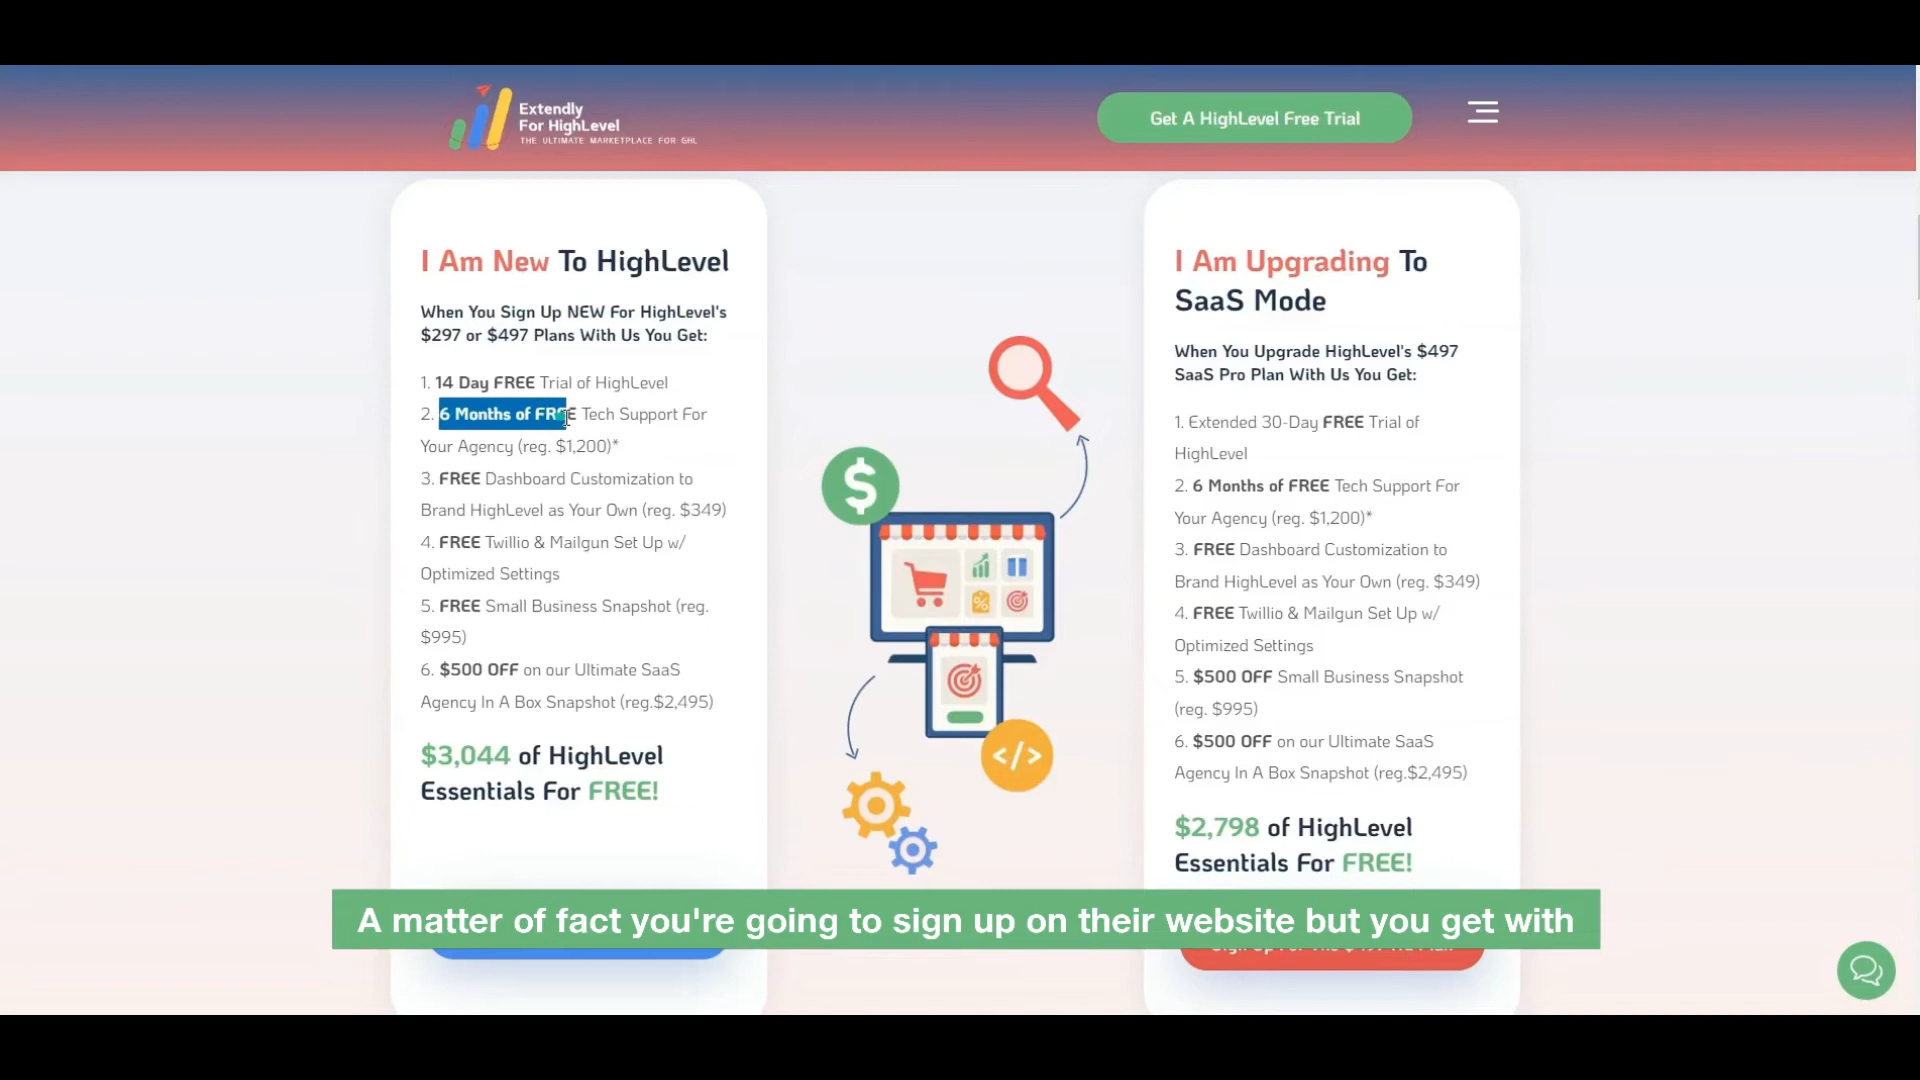 Extendly
For HighLevel
THE ULTIMATE MARKETPLACE FOR GHL
Get A HighLevel Free Trial
I Am New To HighLevel
When You Sign Up NEW For HighLevel's
$297 or $497 Plans With Us You Get:
1. 14 Day FREE Trial of HighLevel
2. 6 Months of FREE Tech Support For
Your Agency (reg. $1,200)*
3. FREE Dashboard Customization to
Brand HighLevel as Your Own (reg. $349)
4. FREE Twillio & Mailgun Set Up w/
Optimized Settings
5. FREE Small Business Snapshot (reg.
$995)
6. $500 OFF on our Ultimate SaaS
Agency In A Box Snapshot (reg.$2,495)
$3,044 of HighLevel
Essentials For FREE!
I Am Upgrading To
SaaS Mode
When You Upgrade HighLevel's $497
SaaS Pro Plan With Us You Get:
1. Extended 30-Day FREE Trial of
HighLevel
2. 6 Months of FREE Tech Support For
Your Agency (reg. $1,200)*
3. FREE Dashboard Customization to
Brand HighLevel as Your Own (reg. $349)
4. FREE Twillio & Mailgun Set Up w/
Optimized Settings
5. $500 OFF Small Business Snapshot
(reg. $995)
6. $500 OFF on our Ultimate SaaS
Agency In A Box Snapshot (reg.$2,495)
$2,798 of HighLevel
Essentials For FREE!
A matter of fact you're going to sign up on their website but you get with